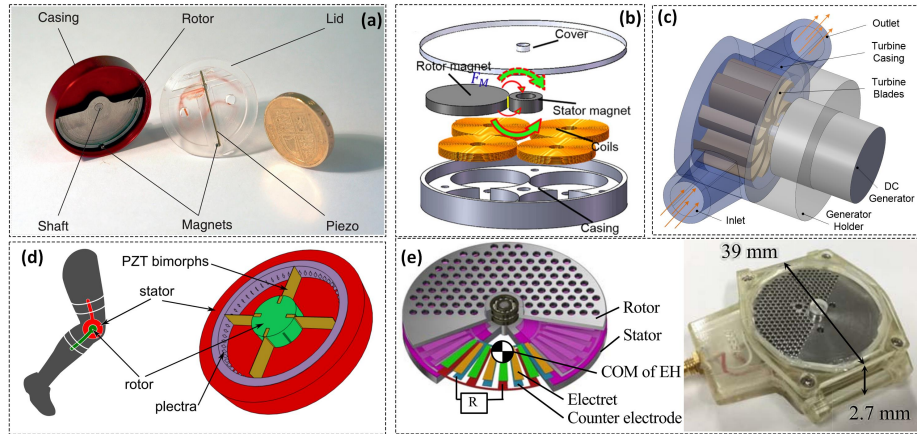 (a)
Casing
Rotor
Lid
Shaft
Magnets
Piezo
(b)
Cover
Rotor magnet
F_M
Stator magnet
Coils
Casing
(c)
Outlet
Turbine
Casing
Turbine
Blades
DC
Generator
Generator
Holder
Inlet
(d)
PZT bimorphs
stator
rotor
plectra
(e)
Rotor
Stator
COM of EH
Electret
Counter electrode
R
39 mm
2.7 mm